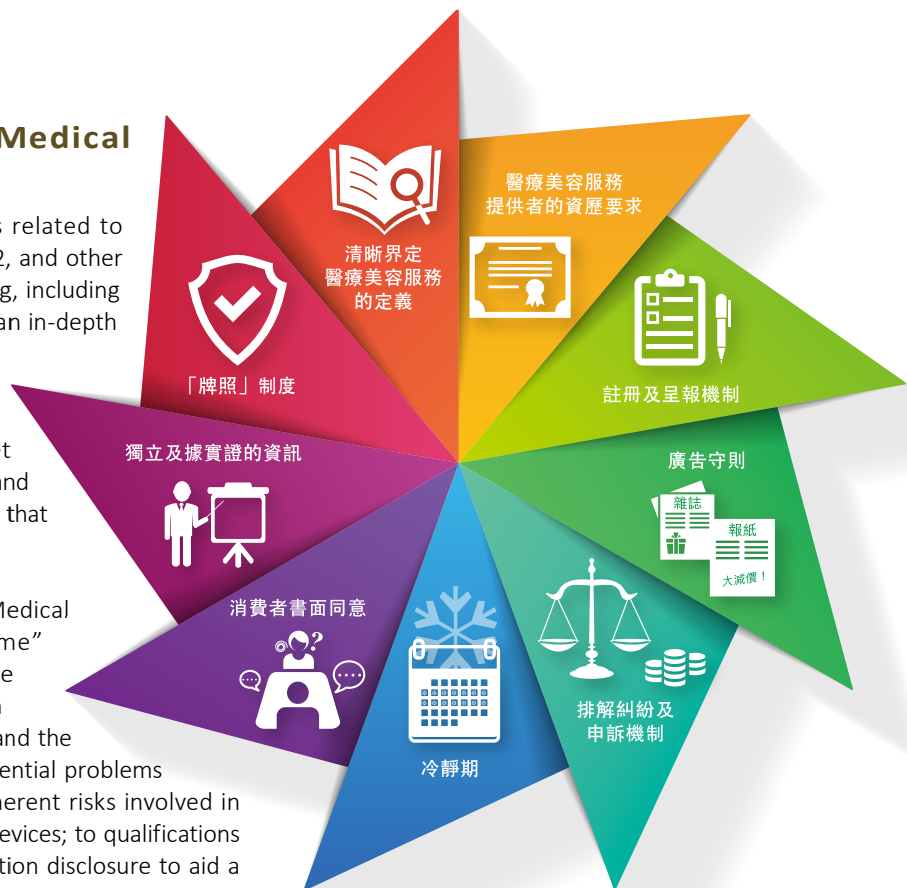 Medical
related to
2, and other
g, including
an in-depth
and
that
Medical
ome”
and the
ential problems
herent risks involved in
evices; to qualifications
tion disclosure to aid a
清晰界定
醫療美容服務
的定義
醫療美容服務
提供者的資歷要求
註冊及呈報機制
廣告守則
雜誌
報紙
大減價！
排解糾紛及
申訴機制
冷靜期
消費者書面同意
?
獨立及據實證的資訊
「牌照」制度